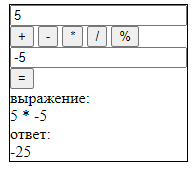 5
+ - * / %
-5
=
выражение:
5 * -5
ответ:
-25